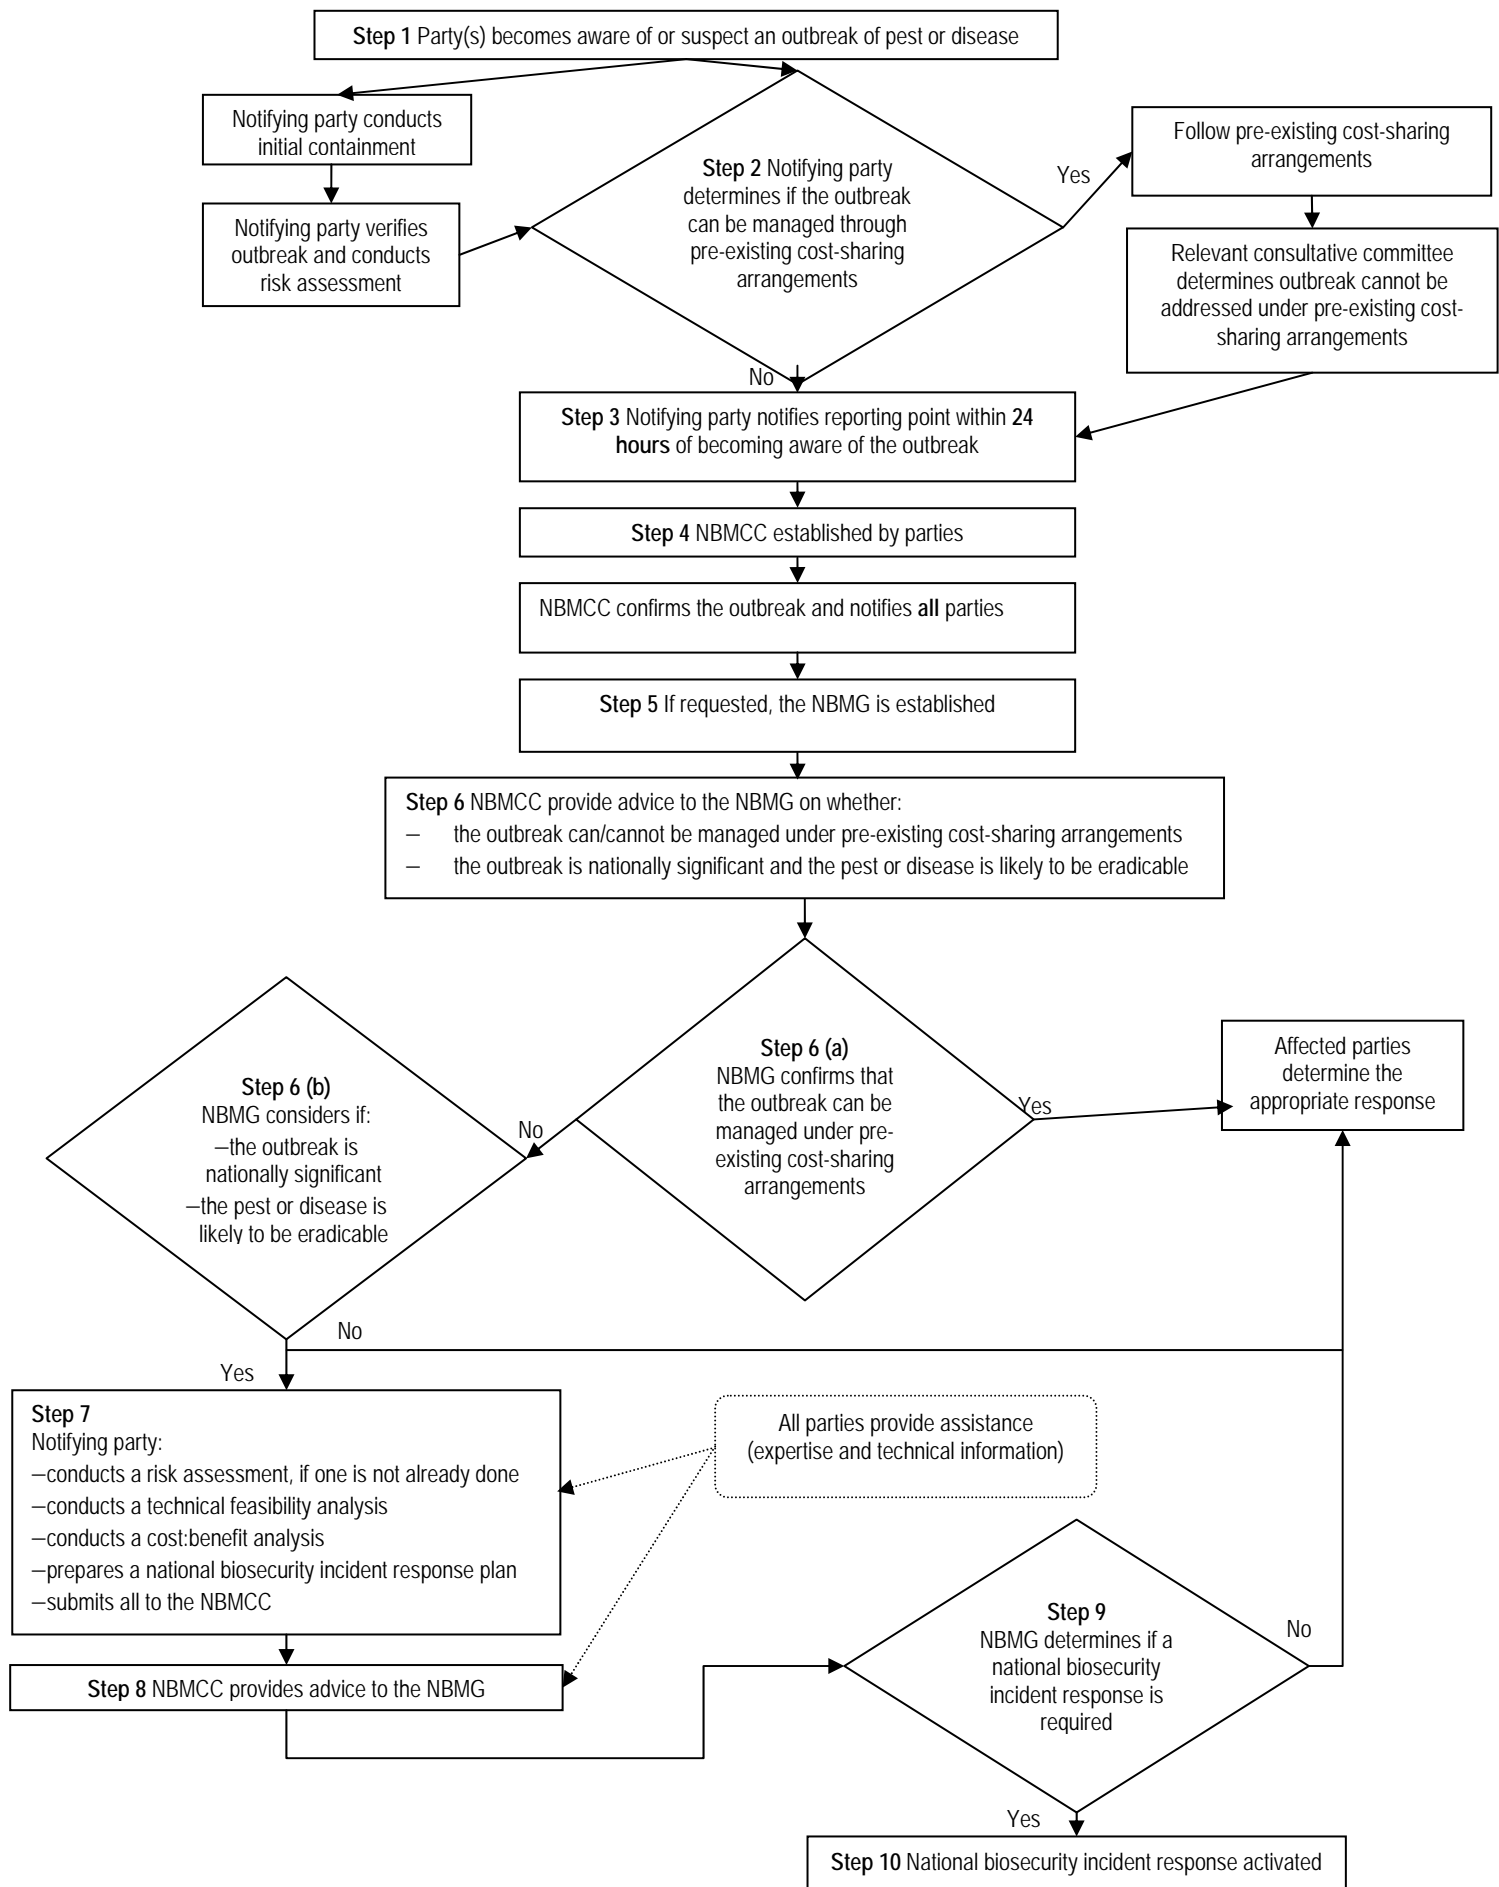 Step 1 Party(s) becomes aware of or suspect an outbreak of pest or disease
Notifying party conducts
initial containment
Notifying party verifies
outbreak and conducts
risk assessment
Step 2 Notifying party
determines if the outbreak
can be managed through
pre-existing cost-sharing
arrangements
Yes
Follow pre-existing cost-sharing
arrangements
Relevant consultative committee
determines outbreak cannot be
addressed under pre-existing cost-
sharing arrangements
No
Step 3 Notifying party notifies reporting point within 24
hours of becoming aware of the outbreak
Step 4 NBMCC established by parties
NBMCC confirms the outbreak and notifies all parties
Step 5 If requested, the NBMG is established
Step 6 NBMCC provide advice to the NBMG on whether:
– the outbreak can/cannot be managed under pre-existing cost-sharing arrangements
– the outbreak is nationally significant and the pest or disease is likely to be eradicable
Step 6 (a)
NBMG confirms that
the outbreak can be
managed under pre-
existing cost-sharing
arrangements
Yes
Affected parties
determine the
appropriate response
No
Step 6 (b)
NBMG considers if:
–the outbreak is
nationally significant
–the pest or disease is
likely to be eradicable
No
Yes
Step 7
Notifying party:
–conducts a risk assessment, if one is not already done
–conducts a technical feasibility analysis
–conducts a cost:benefit analysis
–prepares a national biosecurity incident response plan
–submits all to the NBMCC
All parties provide assistance
(expertise and technical information)
Step 8 NBMCC provides advice to the NBMG
Step 9
NBMG determines if a
national biosecurity
incident response is
required
No
Yes
Step 10 National biosecurity incident response activated